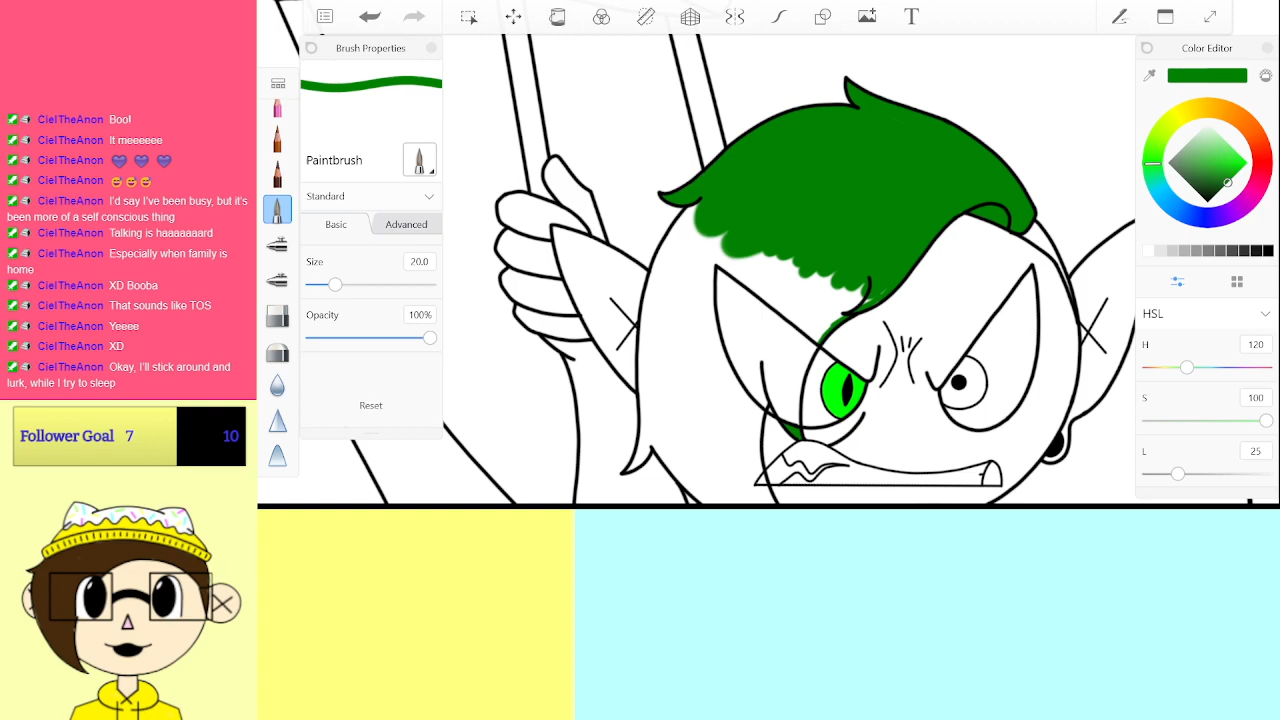 CielTheAnon Boo!
CielTheAnon It meeeeee
CielTheAnon
CielTheAnon
CielTheAnon I'd say I've been busy, but it's
been more of a self conscious thing
CielTheAnon Talking is haaaaaaard
CielTheAnon Especially when family is
home
CielTheAnon XD Booba
CielTheAnon That sounds like TOS
CielTheAnon Yeeee
CielTheAnon XD
CielTheAnon Okay, I'll stick around and
lurk, while I try to sleep
Follower Goal 7 10
Brush Properties
Paintbrush
Standard
Basic Advanced
Size 20.0
Opacity 100%
Reset
T
Color Editor
HSL
H 120
S 100
L 25